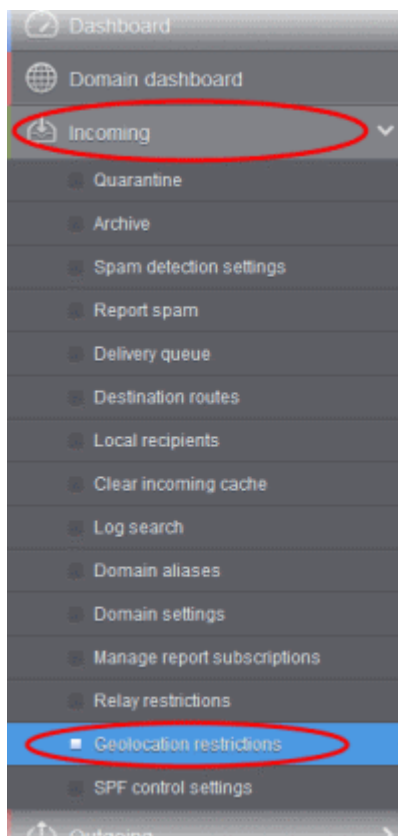 Dashboard
Domain dashboard
Incoming
Quarantine
Archive
Spam detection settings
Report spam
Delivery queue
Destination routes
Local recipients
Clear incoming cache
Log search
Domain aliases
Domain settings
Manage report subscriptions
Relay restrictions
Geolocation restrictions
SPF control settings
Outgoing